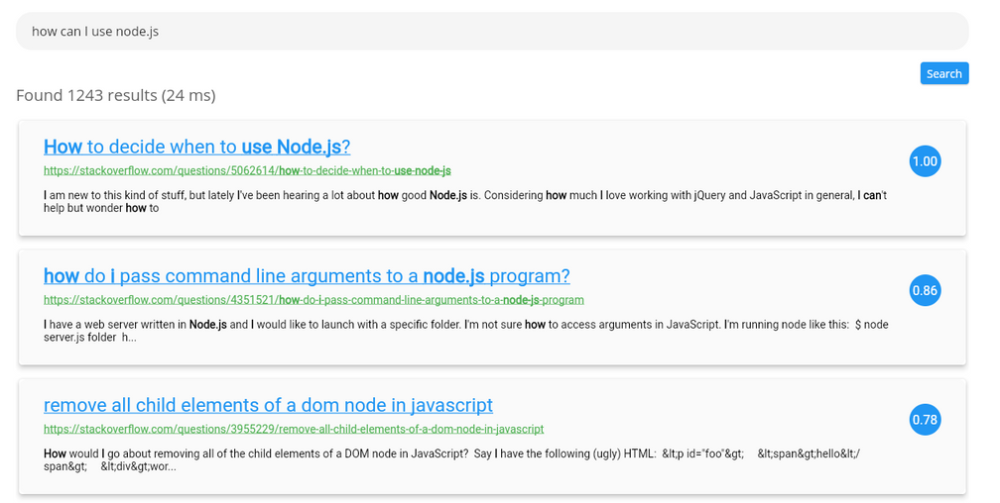 how can I use node.js
Search
Found 1243 results (24 ms)
How to decide when to use Node.js?
1.00
https://stackoverflow.com/questions/5062614/how-to-decide-when-to-use-node-js
I am new to this kind of stuff, but lately I've been hearing a lot about how good Node.js is. Considering how much I love working with jQuery and JavaScript in general, I can't
help but wonder how to
how do i pass command line arguments to a node.js program?
0.86
https://stackoverflow.com/questions/4351521/how-do-i-pass-command-line-arguments-to-a-node-js-program
I have a web server written in Node.js and I would like to launch with a specific folder. I'm not sure how to access arguments in JavaScript. I'm running node like this:  $ node
server.js folder  h...
remove all child elements of a dom node in javascript
0.78
https://stackoverflow.com/questions/3955229/remove-all-child-elements-of-a-dom-node-in-javascript
How would I go about removing all of the child elements of a DOM node in JavaScript?  Say I have the following (ugly) HTML:  &lt;p id="foo"&gt;     &lt;span&gt;hello&lt;/
span&gt;     &lt;div&gt;wor...